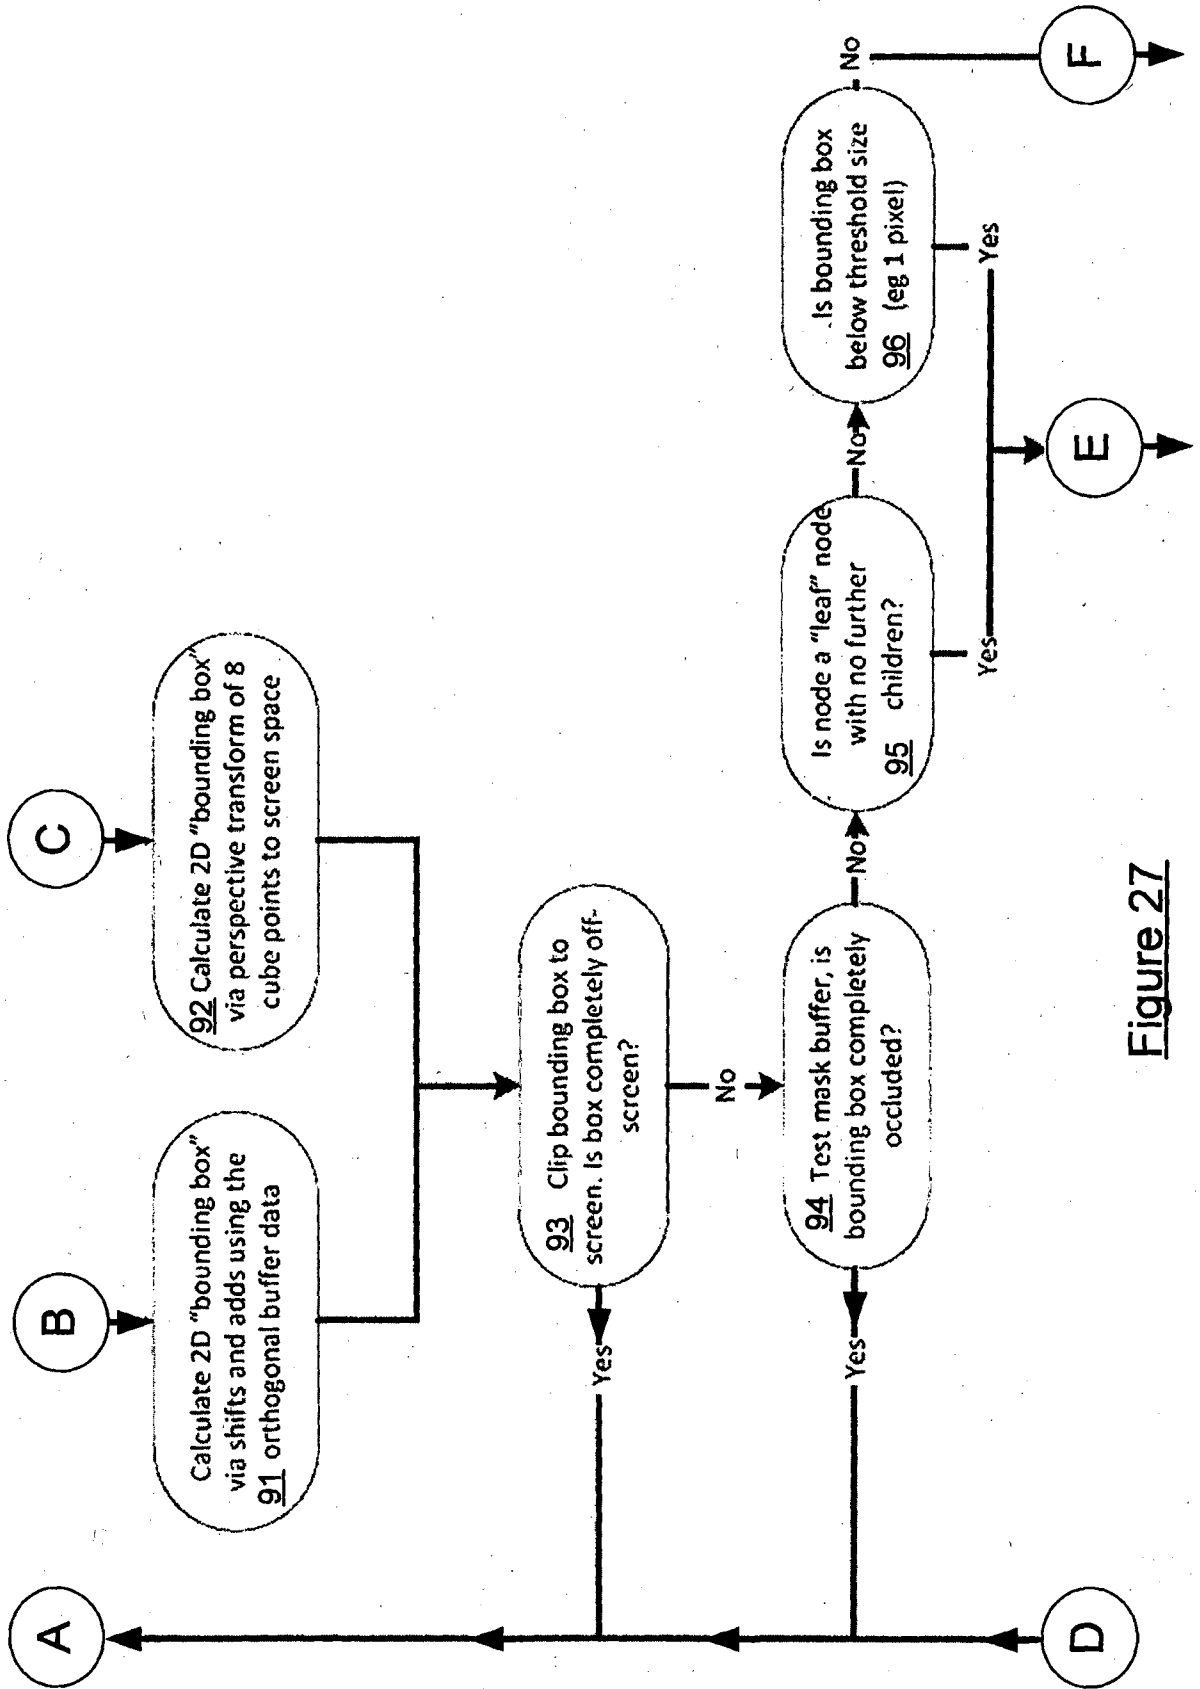 A
B
C
Calculate 2D "bounding box"
via shifts and adds using the
91 orthogonal buffer data
92 Calculate 2D "bounding box"
via perspective transform of 8
cube points to screen space
93 Clip bounding box to
screen. Is box completely off-
screen?
Yes
No
94 Test mask buffer, is
bounding box completely
occluded?
Yes
No
Is node a "leaf" node
with no further
95 children?
No
Yes
Is bounding box
below threshold size
96 (eg 1 pixel)
No
Yes
D
E
F
Figure 27